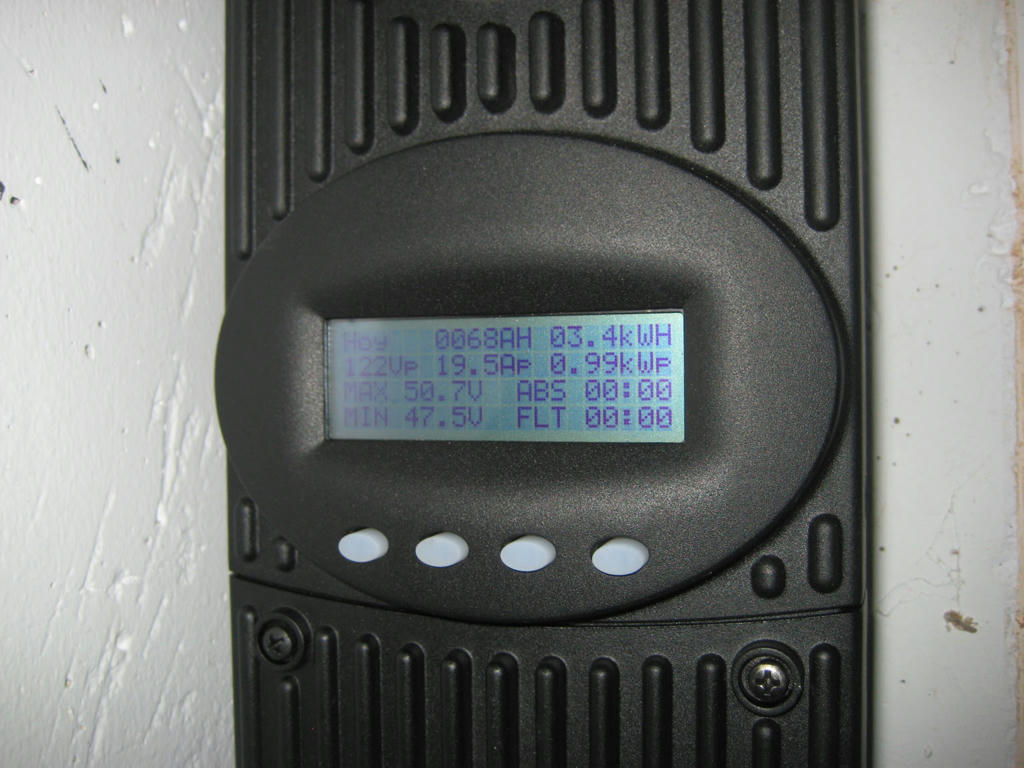 Hoy 0068AH 03.4kWH
122Vp 19.5Ap 0.99kWp
MAX 50.7V ABS 00:00
MIN 47.5V FLT 00:00